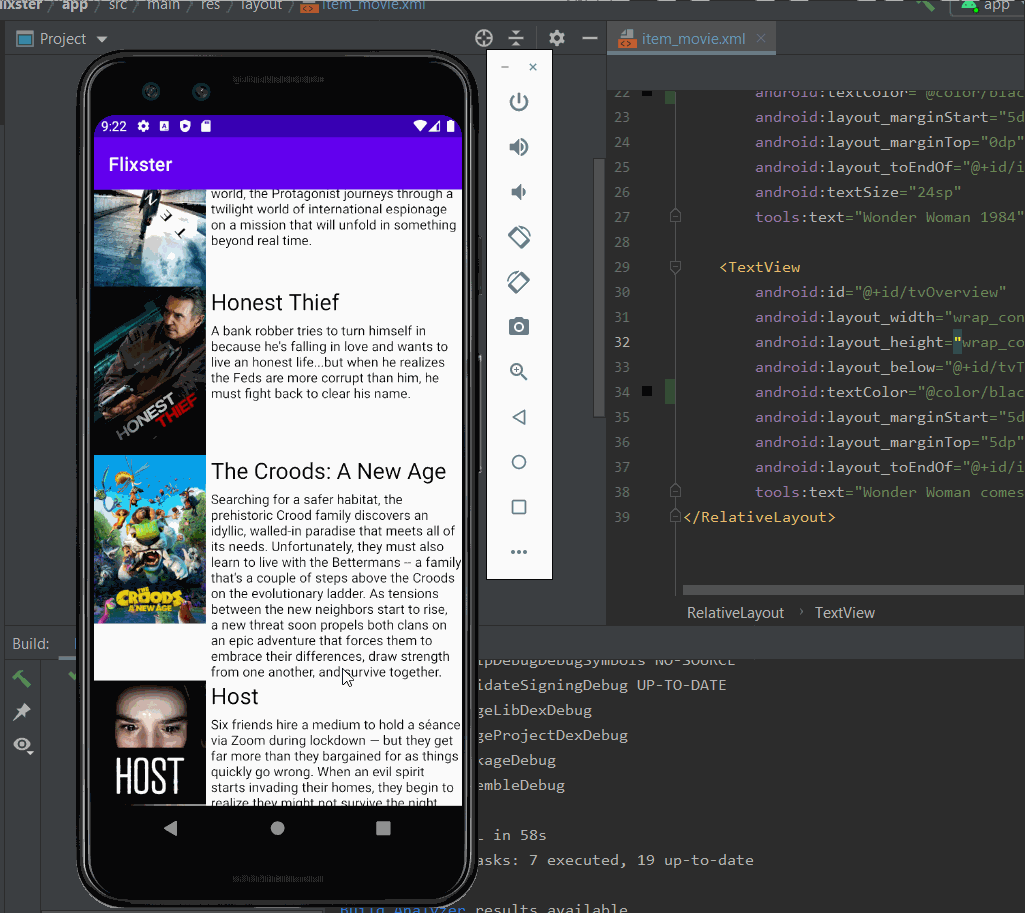 lixster
app
src
main
res
layout
item_movie.xml
app
Project
item_movie.xml
9:22
Flixster
world, the Protagonist journeys through a
twilight world of international espionage
on a mission that will unfold in something
beyond real time.
Honest Thief
A bank robber tries to turn himself in
because he's falling in love and wants to
live an honest life...but when he realizes
the Feds are more corrupt than him, he
must fight back to clear his name.
HONEST
THIEF
The Croods: A New Age
Searching for a safer habitat, the
prehistoric Crood family discovers an
idyllic, walled-in paradise that meets all of
its needs. Unfortunately, they must also
learn to live with the Bettermans -- a family
that's a couple of steps above the Croods
on the evolutionary ladder. As tensions
between the new neighbors start to rise,
a new threat soon propels both clans on
an epic adventure that forces them to
embrace their differences, draw strength
from one another, and survive together.
THE
CROODS
A NEW AGE
Host
Six friends hire a medium to hold a séance
via Zoom during lockdown — but they get
far more than they bargained for as things
quickly go wrong. When an evil spirit
starts invading their homes, they begin to
realize they might not survive the night.
HOST
22 android:textColor="@color/blac
23 android:layout_marginStart="5d
24 android:layout_marginTop="0dp"
25 android:layout_toEndOf="@+id/i
26 android:textSize="24sp"
27 tools:text="Wonder Woman 1984"
28
29 <TextView
30 android:id="@+id/tvOverview"
31 android:layout_width="wrap_con
32 android:layout_height="wrap_co
33 android:layout_below="@+id/tvT
34 android:textColor="@color/blac
35 android:layout_marginStart="5d
36 android:layout_marginTop="5dp"
37 android:layout_toEndOf="@+id/i
38 tools:text="Wonder Woman comes
39 </RelativeLayout>
RelativeLayout › TextView
Build:
ipDebugDebugSymbols NO-SOURCE
idateSigningDebug UP-TO-DATE
geLibDexDebug
geProjectDexDebug
kageDebug
embleDebug
L in 58s
asks: 7 executed, 19 up-to-date
Build Analyzer results available